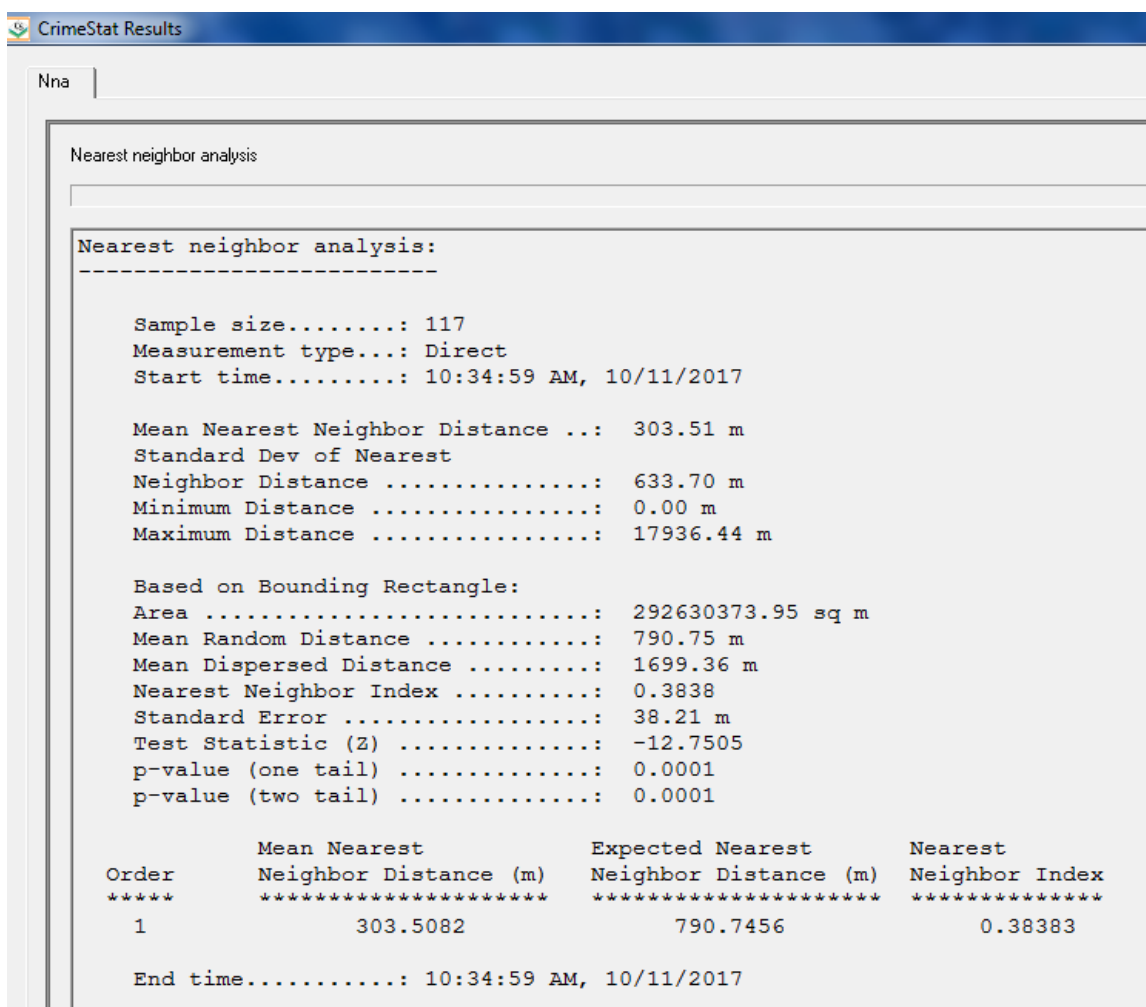 CrimeStat Results
Nna
Nearest neighbor analysis
Nearest neighbor analysis:
--------------------------
Sample size........: 117
Measurement type...: Direct
Start time.........: 10:34:59 AM, 10/11/2017
Mean Nearest Neighbor Distance ..: 303.51 m
Standard Dev of Nearest
Neighbor Distance ...............: 633.70 m
Minimum Distance ................: 0.00 m
Maximum Distance ................: 17936.44 m
Based on Bounding Rectangle:
Area ............................: 292630373.95 sq m
Mean Random Distance ............: 790.75 m
Mean Dispersed Distance .........: 1699.36 m
Nearest Neighbor Index ..........: 0.3838
Standard Error ..................: 38.21 m
Test Statistic (Z) ..............: -12.7505
p-value (one tail) ..............: 0.0001
p-value (two tail) ..............: 0.0001
Mean Nearest Expected Nearest Nearest
Order Neighbor Distance (m) Neighbor Distance (m) Neighbor Index
***** ********************* ********************* **************
1 303.5082 790.7456 0.38383
End time...........: 10:34:59 AM, 10/11/2017